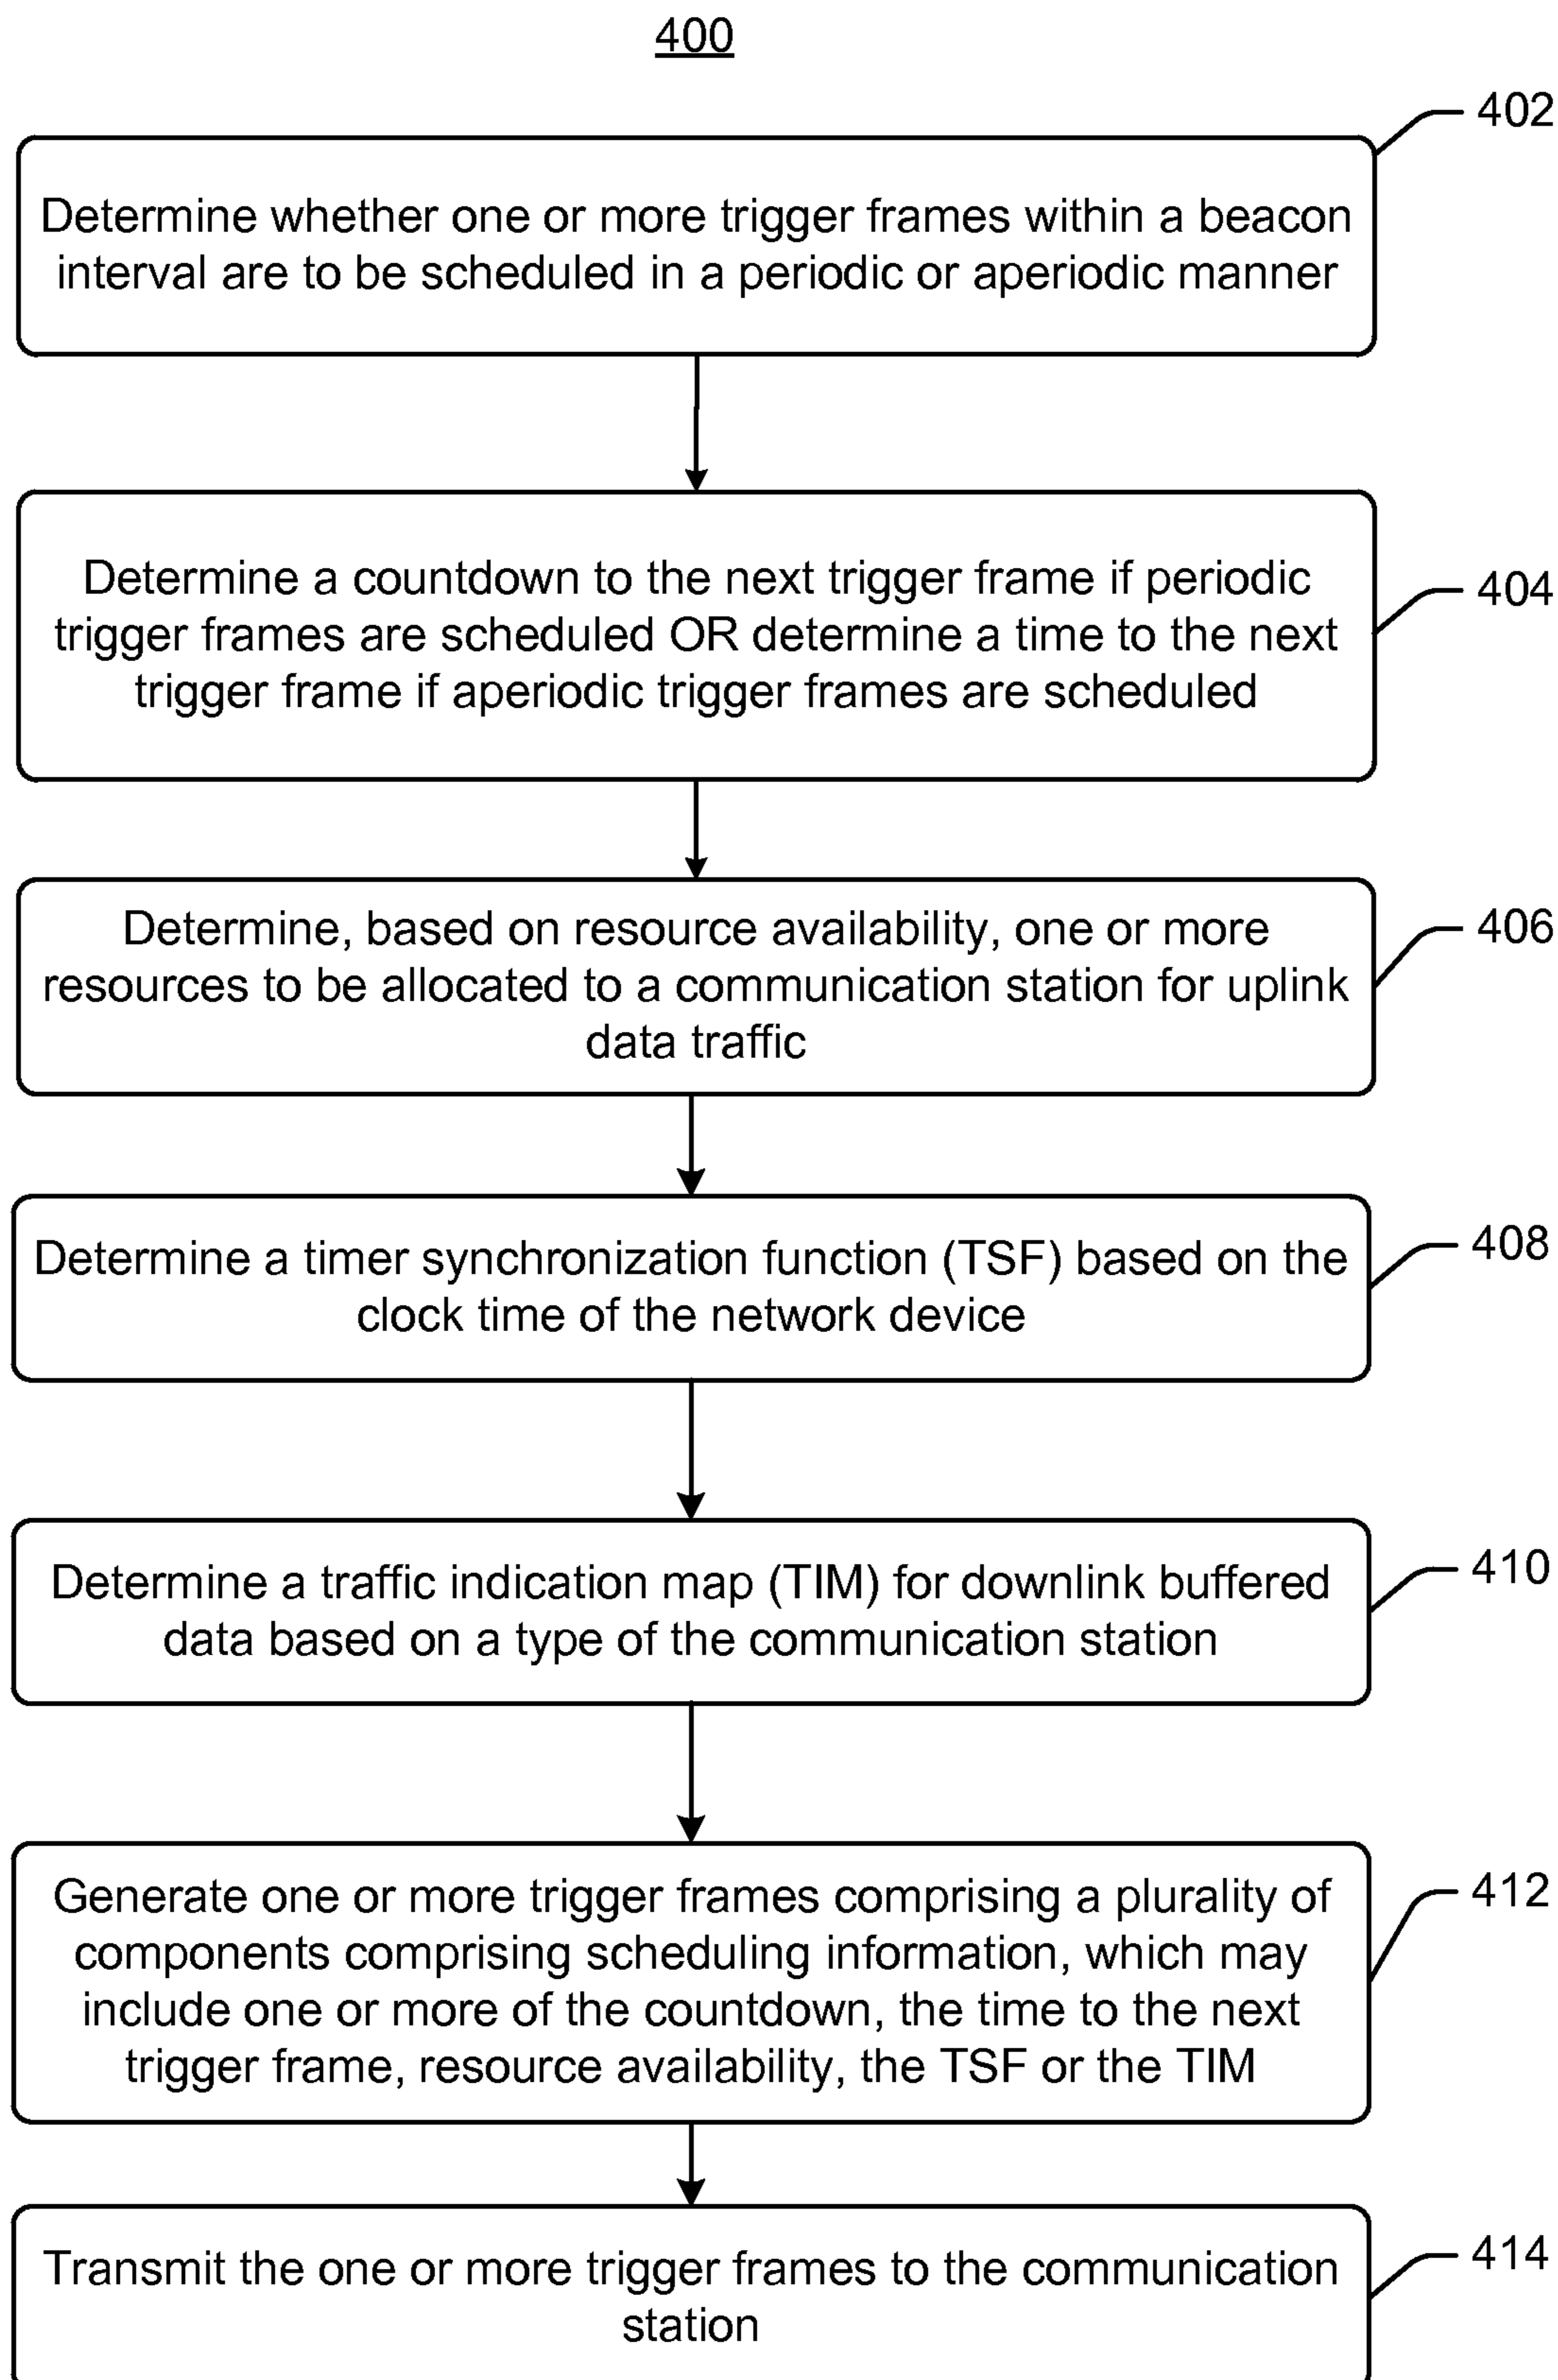 400
402
Determine whether one or more trigger frames within a beacon
interval are to be scheduled in a periodic or aperiodic manner
404
Determine a countdown to the next trigger frame if periodic
trigger frames are scheduled OR determine a time to the next
trigger frame if aperiodic trigger frames are scheduled
406
Determine, based on resource availability, one or more
resources to be allocated to a communication station for uplink
data traffic
408
Determine a timer synchronization function (TSF) based on the
clock time of the network device
410
Determine a traffic indication map (TIM) for downlink buffered
data based on a type of the communication station
412
Generate one or more trigger frames comprising a plurality of
components comprising scheduling information, which may
include one or more of the countdown, the time to the next
trigger frame, resource availability, the TSF or the TIM
414
Transmit the one or more trigger frames to the communication
station